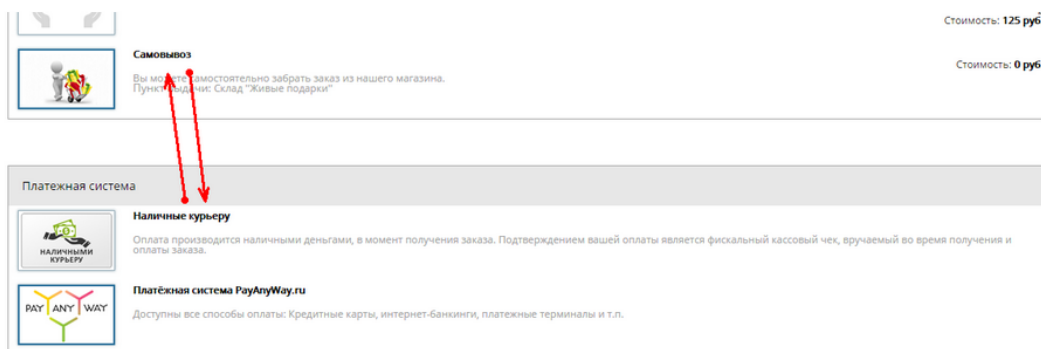 Стоимость: 125 руб
Самовывоз
Стоимость: 0 руб
Вы можете самостоятельно забрать заказ из нашего магазина.
Пункт выдачи: Склад "Живые подарки"
Платежная система
Наличные курьеру
НАЛИЧНЫМИ
КУРЬЕРУ
Оплата производится наличными деньгами, в момент получения заказа. Подтверждением вашей оплаты является фискальный кассовый чек, вручаемый во время получения и
оплаты заказа.
Платёжная система PayAnyWay.ru
PAY ANY WAY
Доступны все способы оплаты: Кредитные карты, интернет-банкинги, платежные терминалы и т.п.